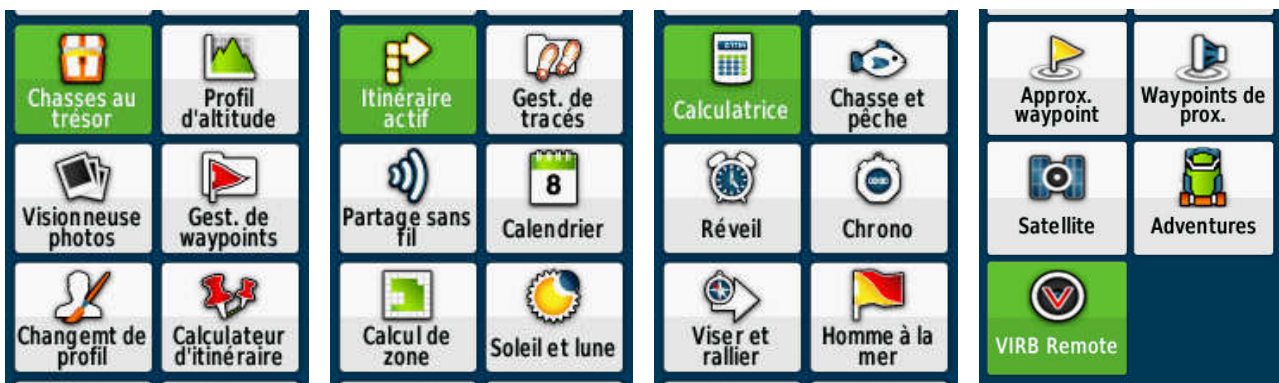 Chasses au
trésor
Profil
d'altitude
Visionneuse
photos
Gest. de
waypoints
Changemt de
profil
Calculateur
d'itinéraire
Itinéraire
actif
Gest. de
tracés
Partage sans
fil
8
Calendrier
Calcul de
zone
Soleil et lune
Calculatrice
Chasse et
pêche
Réveil
Chrono
Viser et
rallier
Homme à la
mer
Approx.
waypoint
Waypoints de
prox.
Satellite
Adventures
VIRB Remote